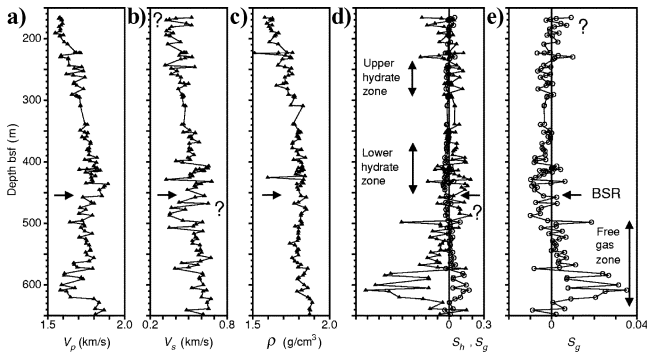 a) b) c) d) e)
? ?
200
300
400
500
600
Depth bsf (m)
Upper
hydrate
zone
Lower
hydrate
zone
BSR
? ?
Free
gas
zone
1.5 2.0 0.2 0.8 1.5 2.0 0 0.3 0 0.04
Vp (km/s) Vs (km/s) ρ (g/cm³) Sh , Sg Sg